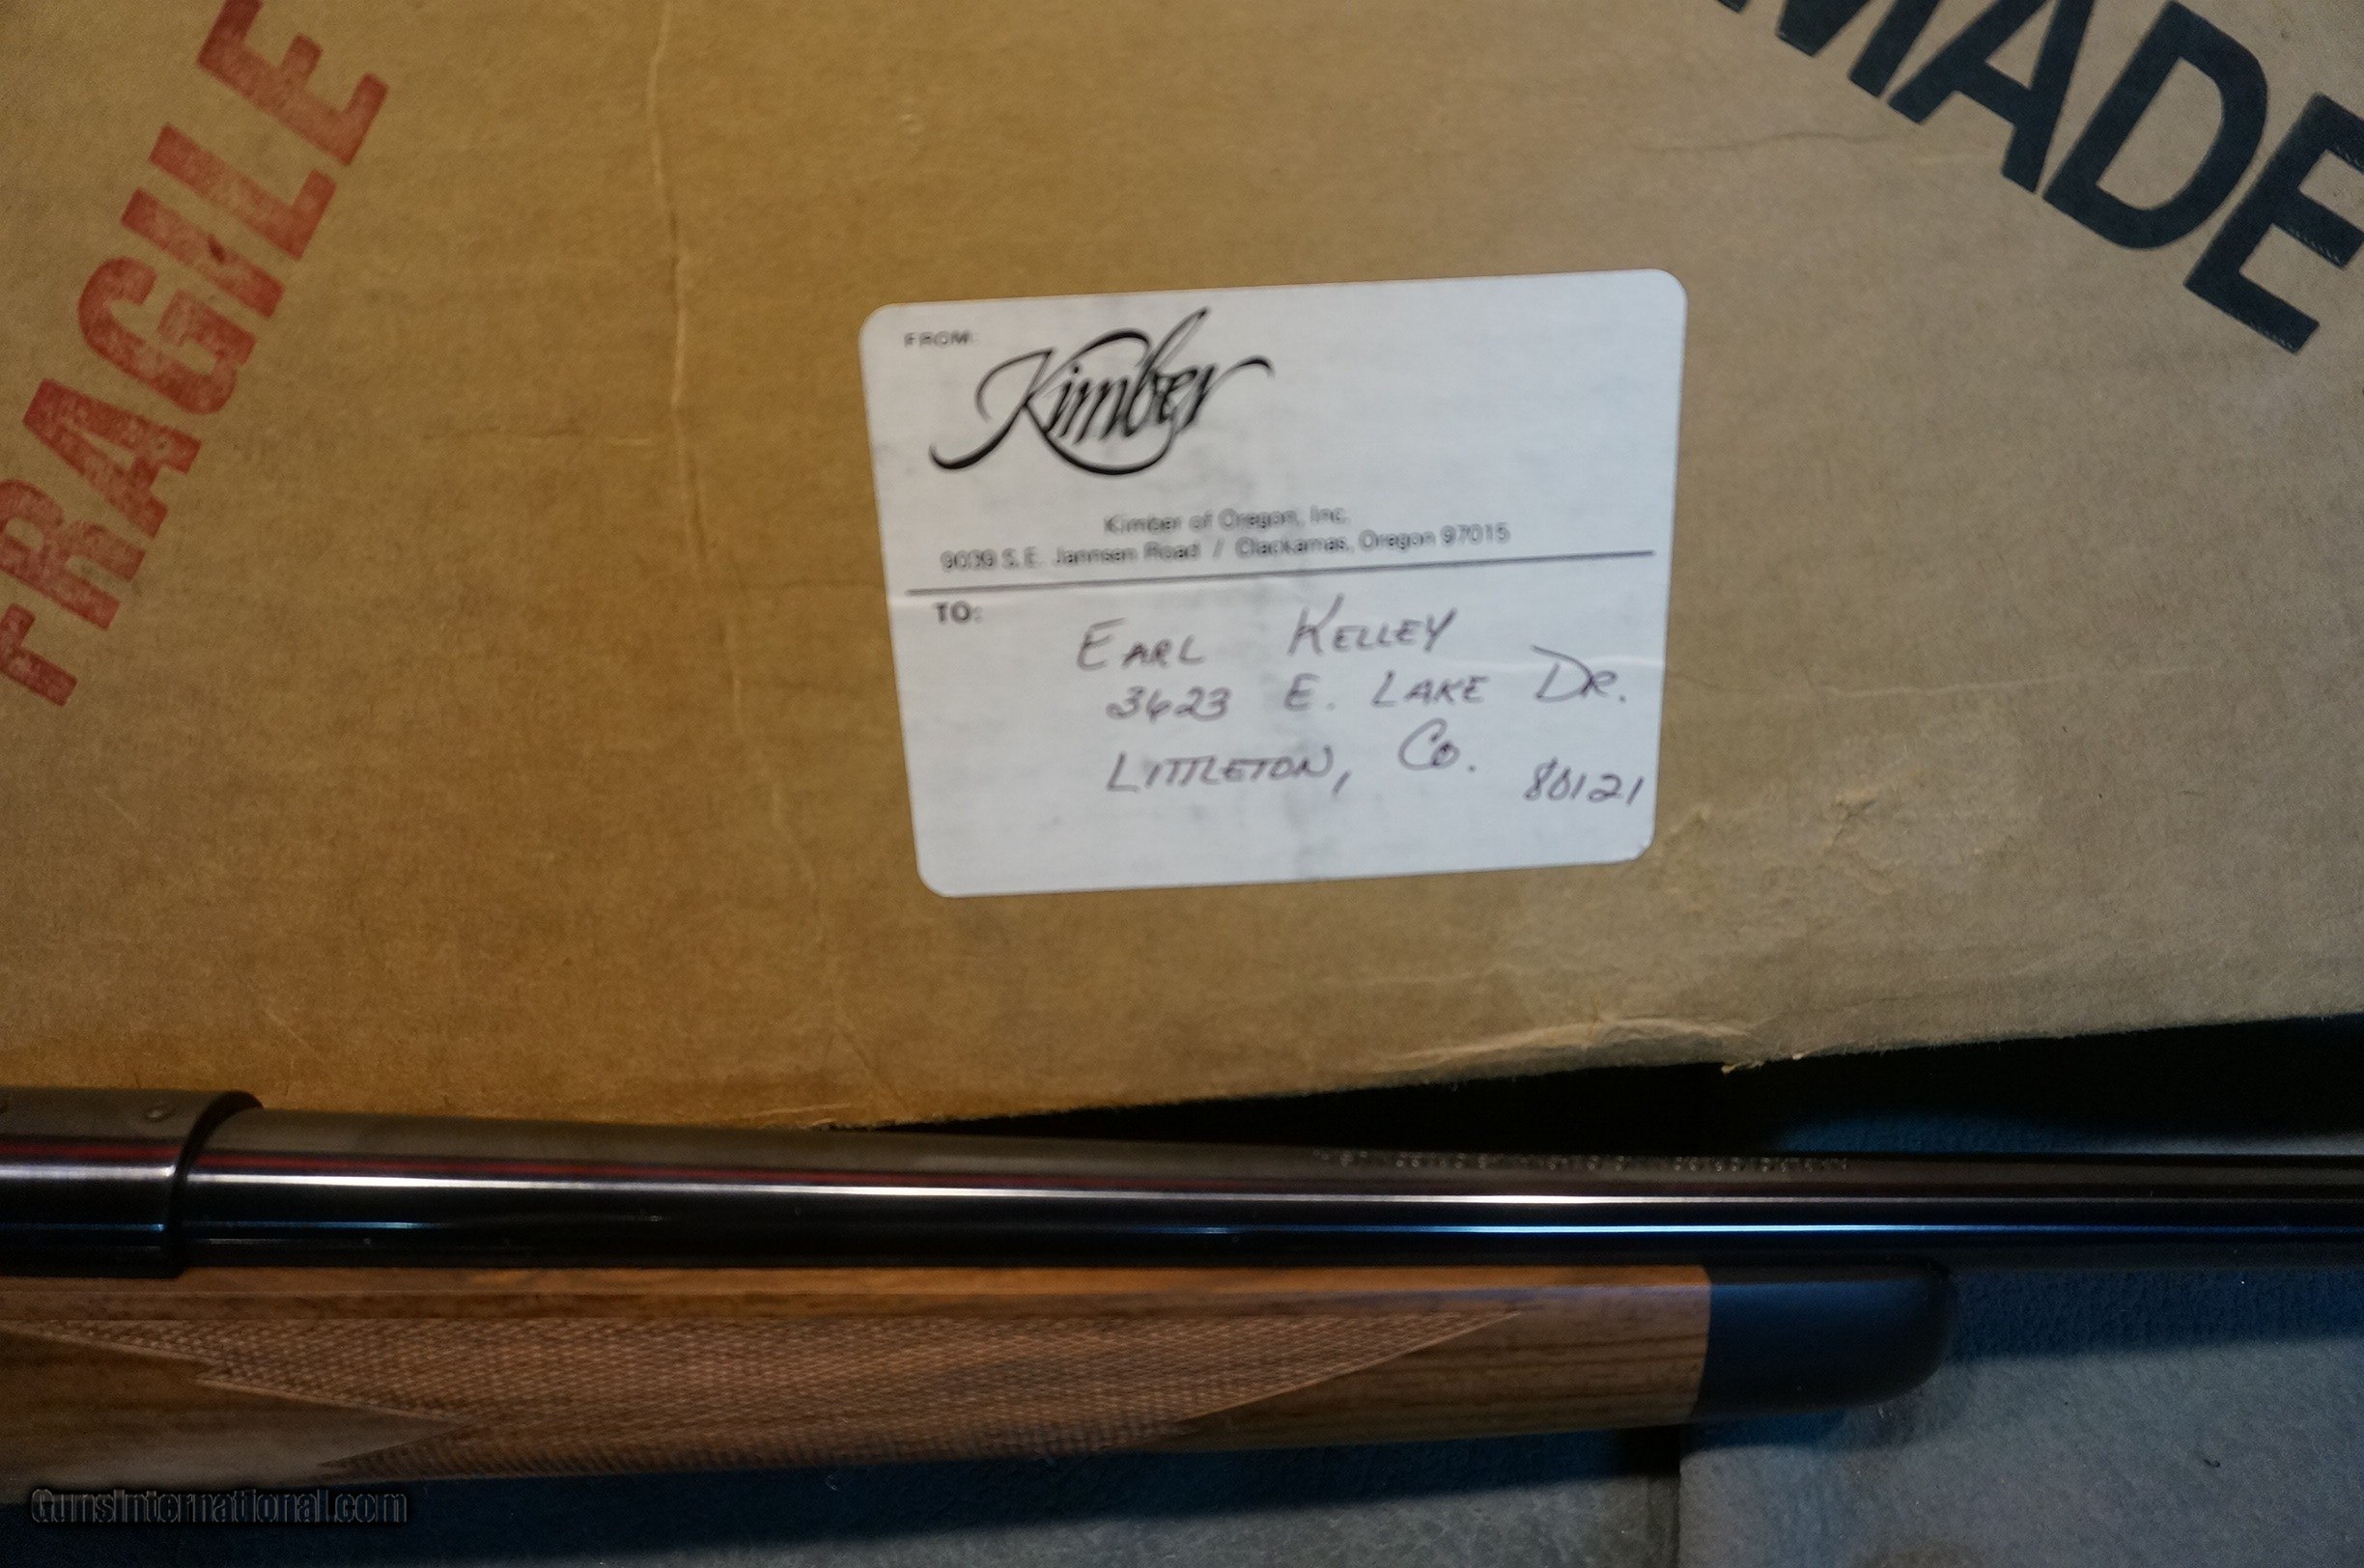 FRAGILE
MADE
FROM:
Kimber
Kimber of Oregon, Inc.
9039 S.E. Jannsen Road / Clackamas, Oregon 97015
TO:
EARL KELLEY
3623 E. LAKE DR.
LITTLETON, CO.
80121
GunsInternational.com